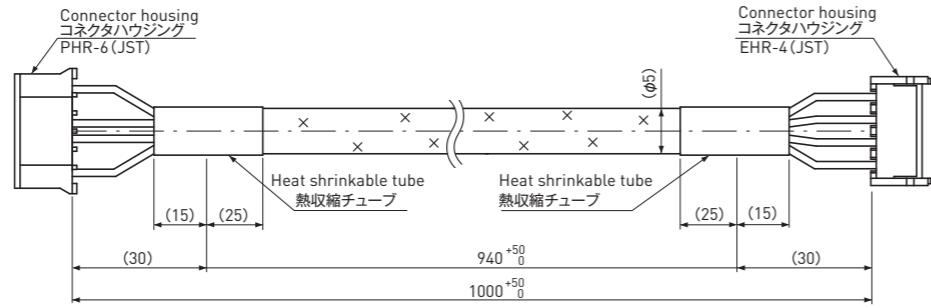 Connector housing
コネクタハウジング
PHR-6(JST)
Connector housing
コネクタハウジング
EHR-4(JST)
(φ5)
Heat shrinkable tube
熱収縮チューブ
Heat shrinkable tube
熱収縮チューブ
(15) (25) (25) (15)
(30) 940 +50 0 (30)
1000 +50 0